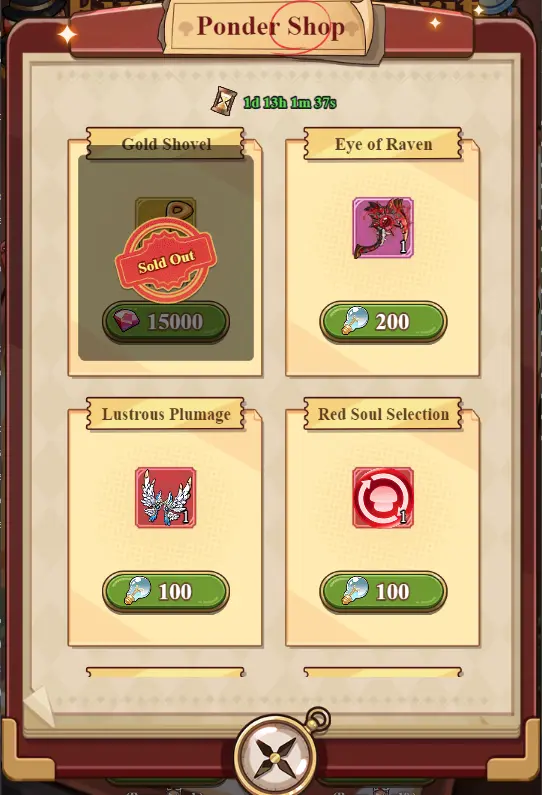 Ponder Shop
1d 13h 1m 37s
Gold Shovel
Eye of Raven
Sold Out
1
15000
200
Lustrous Plumage
Red Soul Selection
1
1
100
100